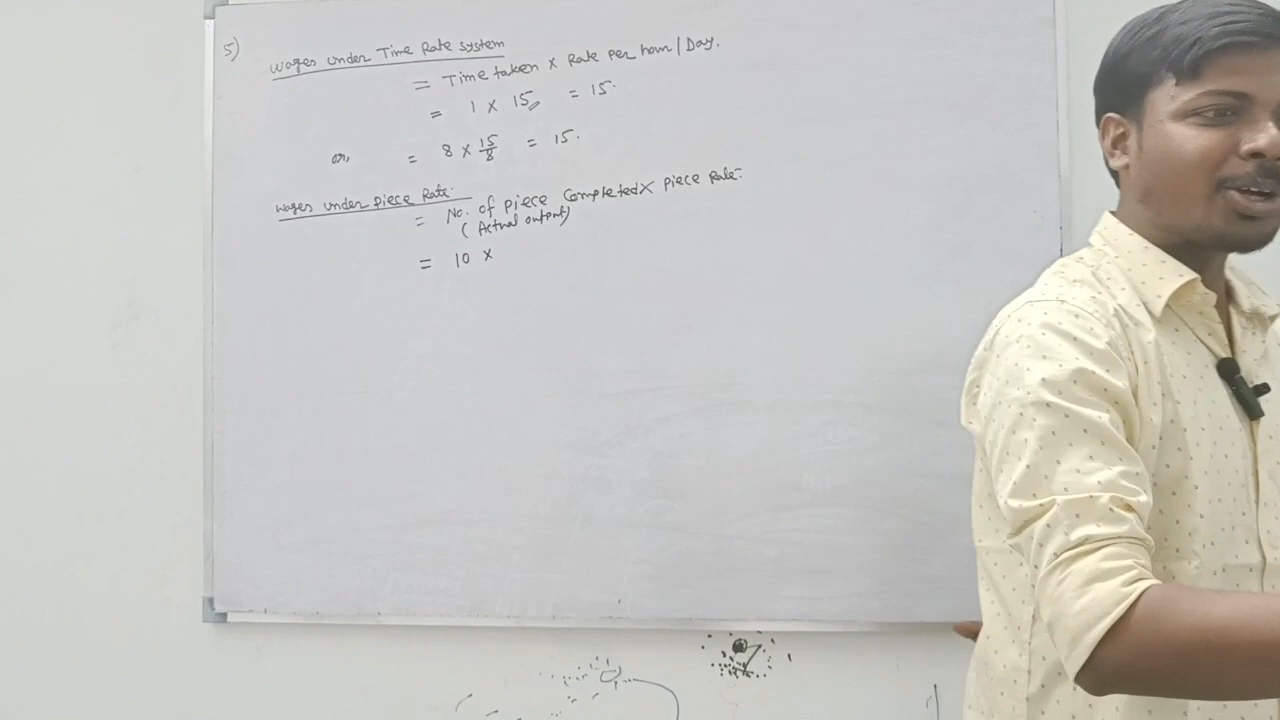 5)
Wages under Time Rate system
= Time taken × Rate per hour / Day.
= 1 × 15 = 15.
or, = 8 × 15/8 = 15.
Wages under piece Rate.
= No. of piece Completed × piece Rate.
( Actual output)
= 10 ×